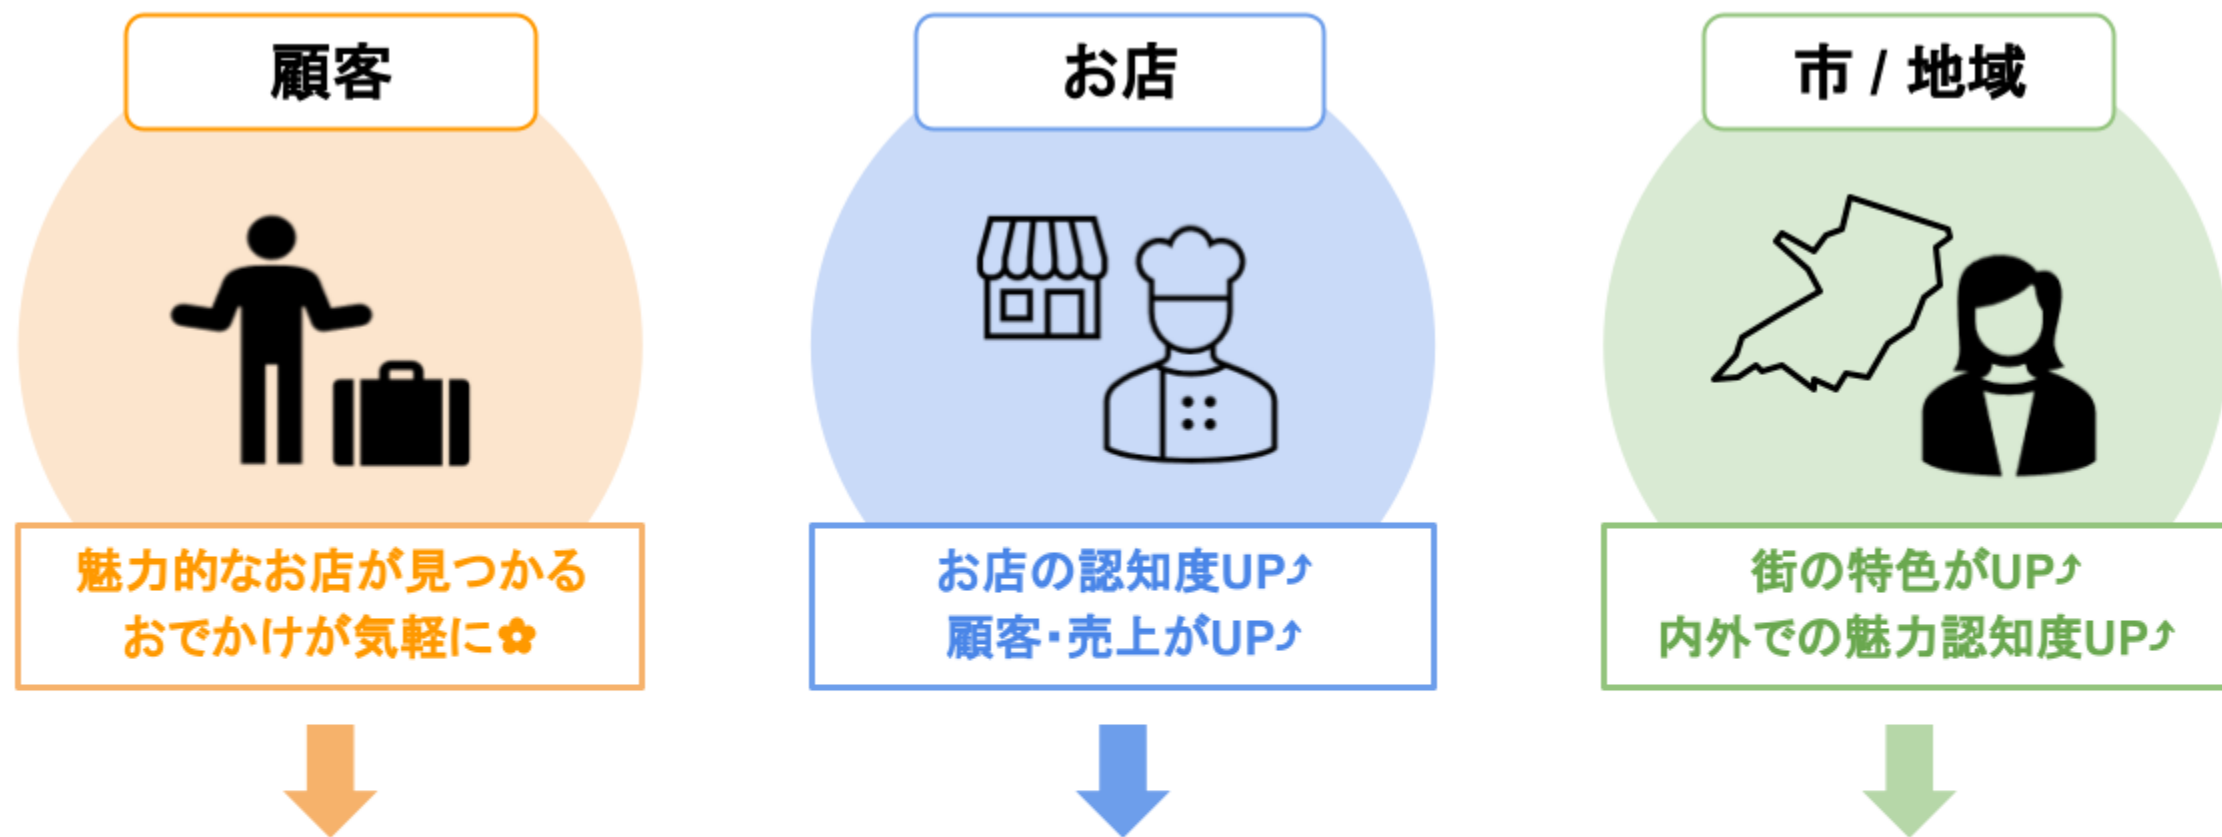 顧客
魅力的なお店が見つかる
おでかけが気軽に✿
お店
お店の認知度UP⤴
顧客・売上がUP⤴
市 / 地域
街の特色がUP⤴
内外での魅力認知度UP⤴